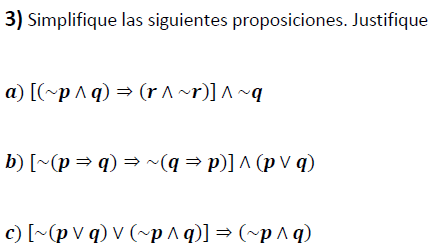 3) Simplifique las siguientes proposiciones. Justifique
a) [(~p ∧ q) ⇒ (r ∧ ~r)] ∧ ~q
b) [~(p ⇒ q) ⇒ ~(q ⇒ p)] ∧ (p ∨ q)
c) [~(p ∨ q) ∨ (~p ∧ q)] ⇒ (~p ∧ q)